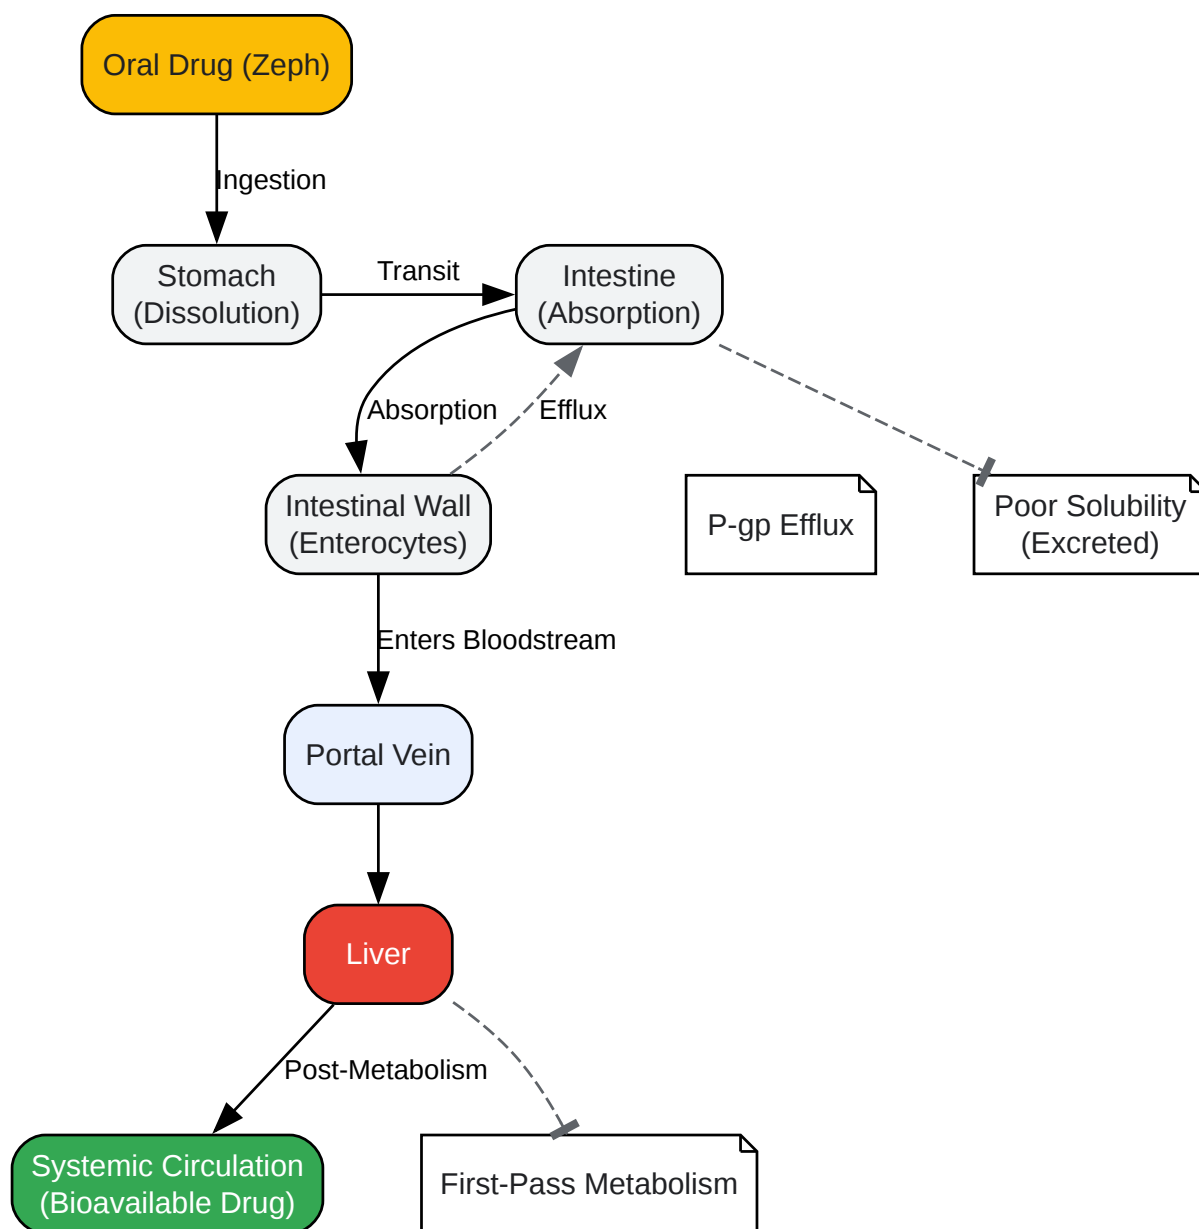 Oral Drug (Zeph)
Ingestion
Stomach
(Dissolution)
Transit
Intestine
(Absorption)
Absorption
Efflux
Intestinal Wall
(Enterocytes)
P-gp Efflux
Poor Solubility
(Excreted)
Enters Bloodstream
Portal Vein
Liver
Post-Metabolism
Systemic Circulation
(Bioavailable Drug)
First-Pass Metabolism